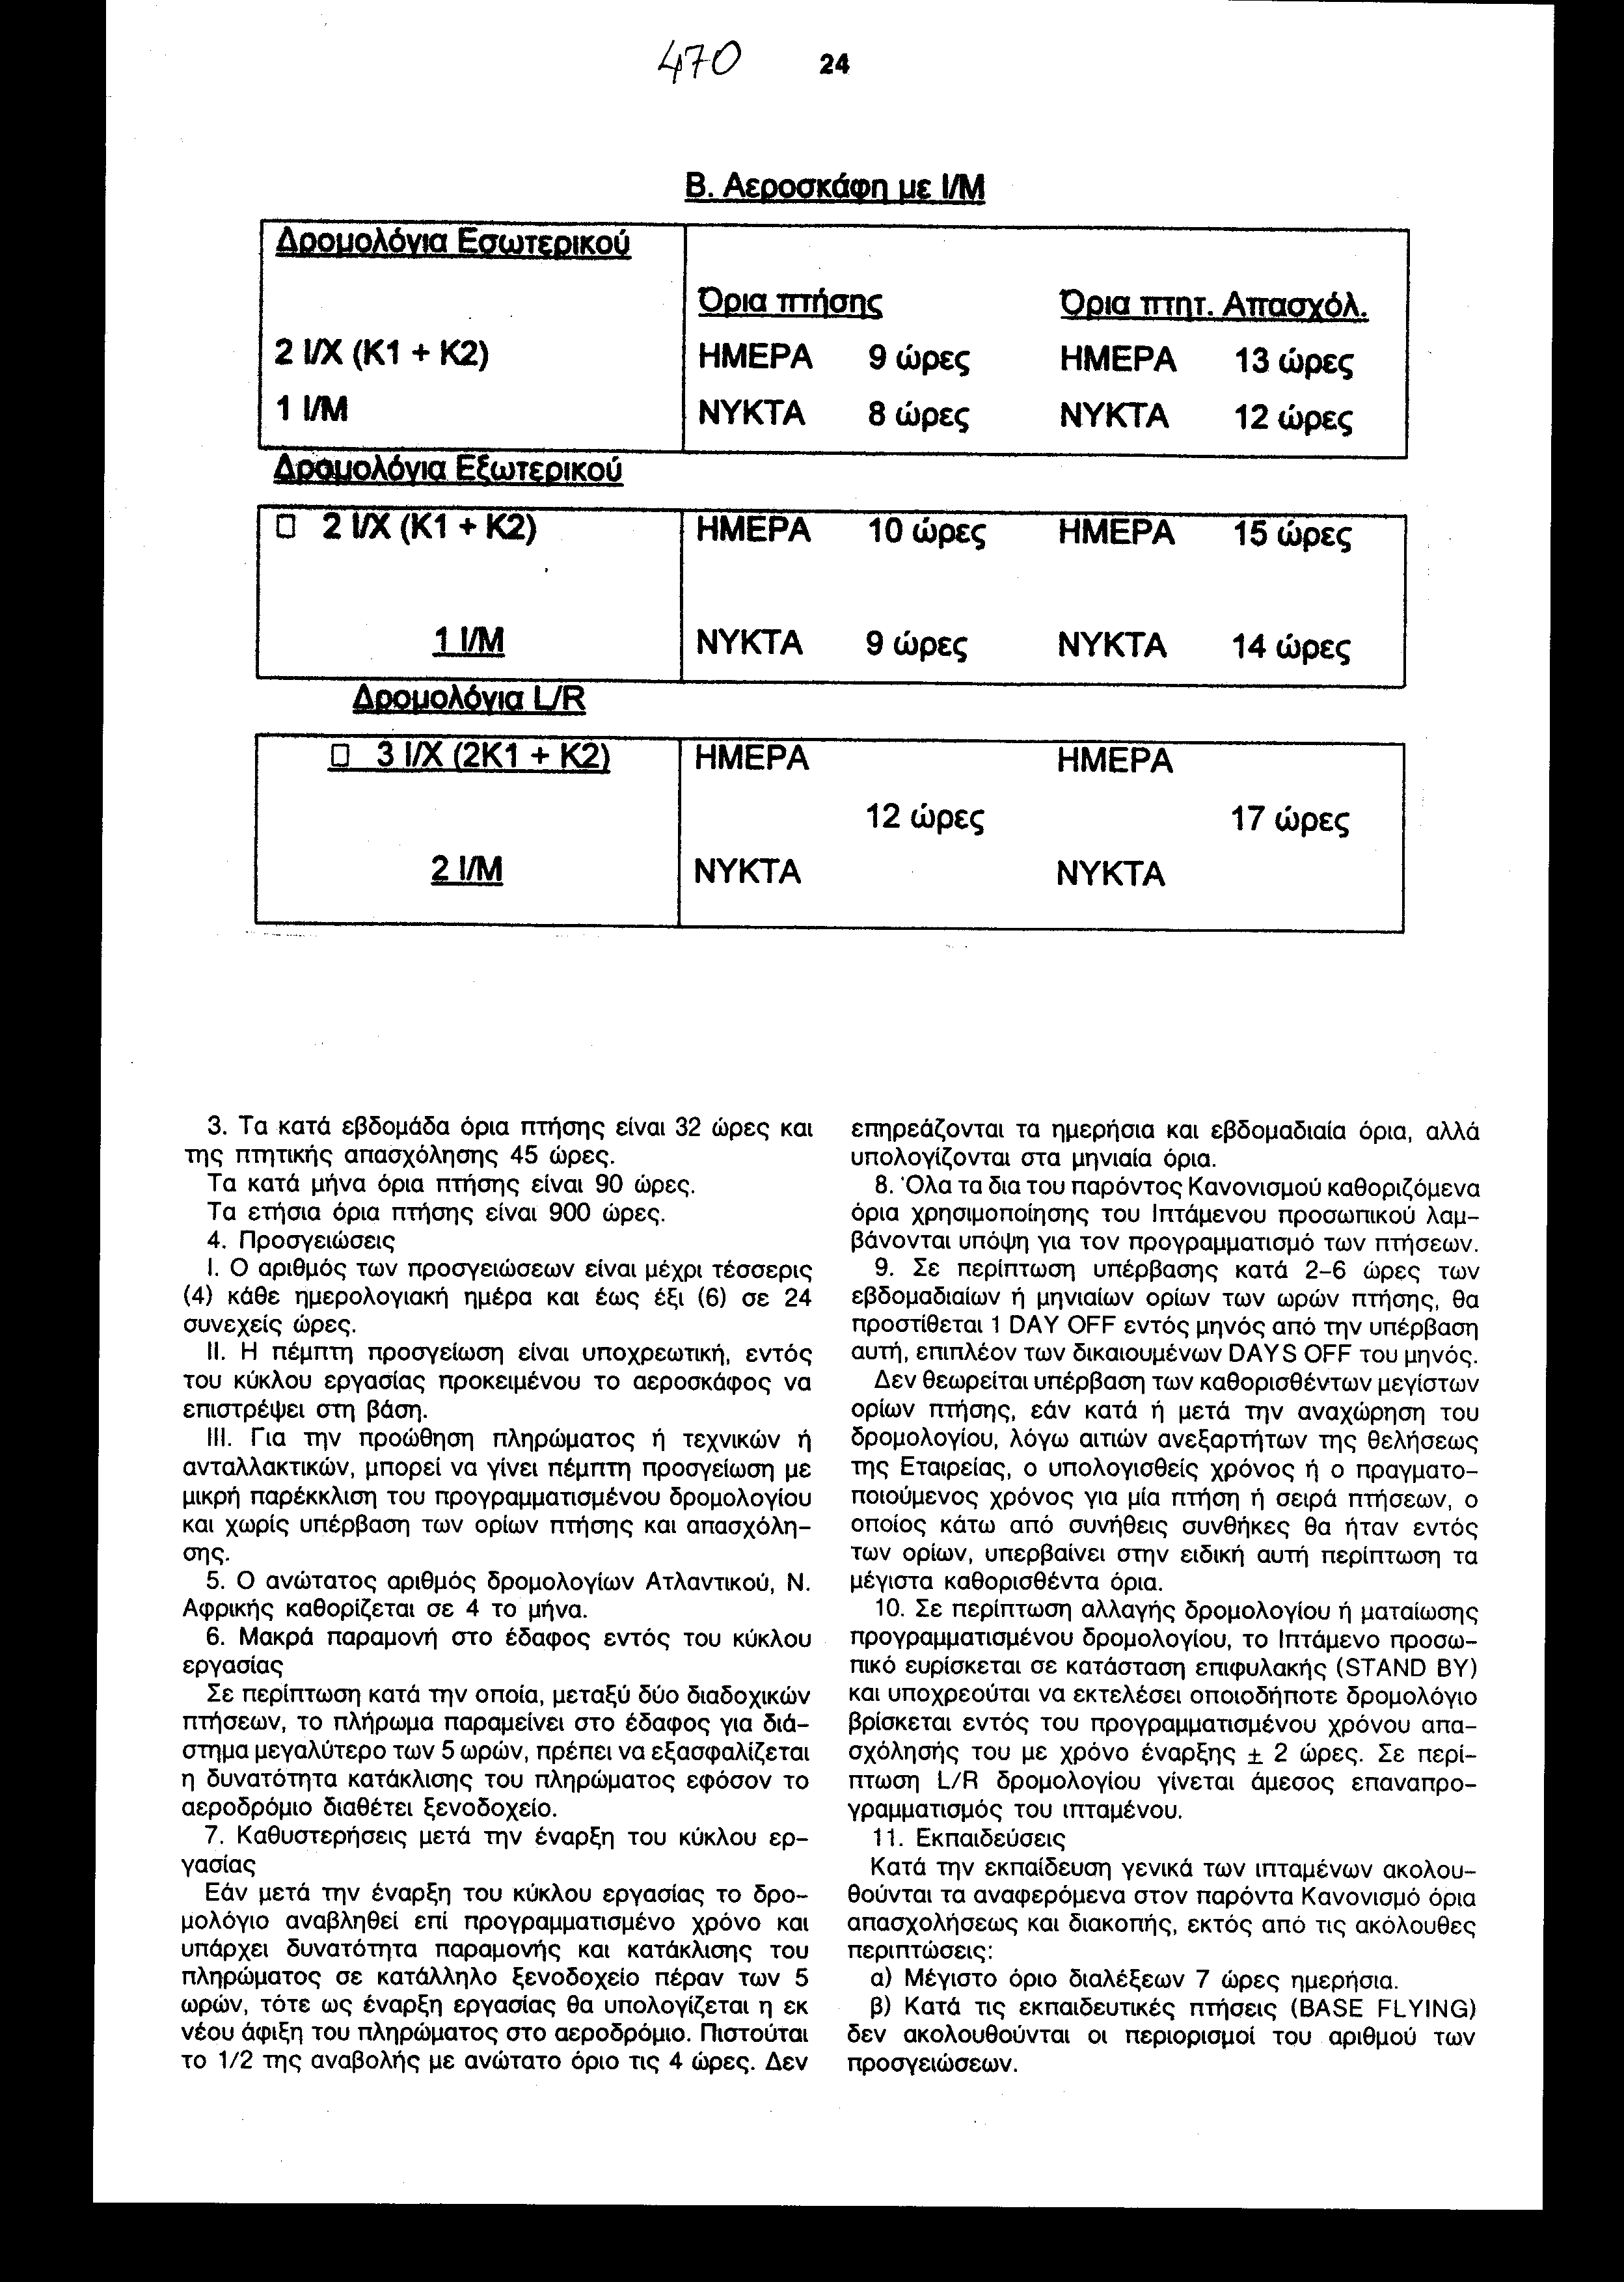 470 24
Β. Αεροσκάφη με Ι/Μ
Δρομολόγια Εσωτερικού
Όρια πτήσης Όρια πτητ. Απασχόλ.
2 Ι/Χ (Κ1 + Κ2) ΗΜΕΡΑ 9 ώρες ΗΜΕΡΑ 13 ώρες
1 Ι/Μ ΝΥΚΤΑ 8 ώρες ΝΥΚΤΑ 12 ώρες
Δρομολόγια Εξωτερικού
□ 2 Ι/Χ (Κ1 + Κ2) ΗΜΕΡΑ 10 ώρες ΗΜΕΡΑ 15 ώρες
1 Ι/Μ ΝΥΚΤΑ 9 ώρες ΝΥΚΤΑ 14 ώρες
Δρομολόγια L/R
□ 3 Ι/Χ (2Κ1 + Κ2) ΗΜΕΡΑ ΗΜΕΡΑ
12 ώρες 17 ώρες
2 Ι/Μ ΝΥΚΤΑ ΝΥΚΤΑ
3. Τα κατά εβδομάδα όρια πτήσης είναι 32 ώρες και
της πτητικής απασχόλησης 45 ώρες.
Τα κατά μήνα όρια πτήσης είναι 90 ώρες.
Τα ετήσια όρια πτήσης είναι 900 ώρες.
4. Προσγειώσεις
Ι. Ο αριθμός των προσγειώσεων είναι μέχρι τέσσερις
(4) κάθε ημερολογιακή ημέρα και έως έξι (6) σε 24
συνεχείς ώρες.
ΙΙ. Η πέμπτη προσγείωση είναι υποχρεωτική, εντός
του κύκλου εργασίας προκειμένου το αεροσκάφος να
επιστρέψει στη βάση.
ΙΙΙ. Για την προώθηση πληρώματος ή τεχνικών ή
ανταλλακτικών, μπορεί να γίνει πέμπτη προσγείωση με
μικρή παρέκκλιση του προγραμματισμένου δρομολογίου
και χωρίς υπέρβαση των ορίων πτήσης και απασχόλη-
σης.
5. Ο ανώτατος αριθμός δρομολογίων Ατλαντικού, Ν.
Αφρικής καθορίζεται σε 4 το μήνα.
6. Μακρά παραμονή στο έδαφος εντός του κύκλου
εργασίας
Σε περίπτωση κατά την οποία, μεταξύ δύο διαδοχικών
πτήσεων, το πλήρωμα παραμείνει στο έδαφος για διά-
στημα μεγαλύτερο των 5 ωρών, πρέπει να εξασφαλίζεται
η δυνατότητα κατάκλισης του πληρώματος εφόσον το
αεροδρόμιο διαθέτει ξενοδοχείο.
7. Καθυστερήσεις μετά την έναρξη του κύκλου ερ-
γασίας
Εάν μετά την έναρξη του κύκλου εργασίας το δρο-
μολόγιο αναβληθεί επί προγραμματισμένο χρόνο και
υπάρχει δυνατότητα παραμονής και κατάκλισης του
πληρώματος σε κατάλληλο ξενοδοχείο πέραν των 5
ωρών, τότε ως έναρξη εργασίας θα υπολογίζεται η εκ
νέου άφιξη του πληρώματος στο αεροδρόμιο. Πιστούται
το 1/2 της αναβολής με ανώτατο όριο τις 4 ώρες. Δεν
επηρεάζονται τα ημερήσια και εβδομαδιαία όρια, αλλά
υπολογίζονται στα μηνιαία όρια.
8. Όλα τα δια του παρόντος Κανονισμού καθοριζόμενα
όρια χρησιμοποίησης του Ιπτάμενου προσωπικού λαμ-
βάνονται υπόψη για τον προγραμματισμό των πτήσεων.
9. Σε περίπτωση υπέρβασης κατά 2-6 ώρες των
εβδομαδιαίων ή μηνιαίων ορίων των ωρών πτήσης, θα
προστίθεται 1 DAY OFF εντός μηνός από την υπέρβαση
αυτή, επιπλέον των δικαιουμένων DAYS OFF του μηνός.
Δεν θεωρείται υπέρβαση των καθορισθέντων μεγίστων
ορίων πτήσης, εάν κατά ή μετά την αναχώρηση του
δρομολογίου, λόγω αιτιών ανεξαρτήτων της θελήσεως
της Εταιρείας, ο υπολογισθείς χρόνος ή ο πραγματο-
ποιούμενος χρόνος για μία πτήση ή σειρά πτήσεων, ο
οποίος κάτω από συνήθεις συνθήκες θα ήταν εντός
των ορίων, υπερβαίνει στην ειδική αυτή περίπτωση τα
μέγιστα καθορισθέντα όρια.
10. Σε περίπτωση αλλαγής δρομολογίου ή ματαίωσης
προγραμματισμένου δρομολογίου, το Ιπτάμενο προσω-
πικό ευρίσκεται σε κατάσταση επιφυλακής (STAND BY)
και υποχρεούται να εκτελέσει οποιοδήποτε δρομολόγιο
βρίσκεται εντός του προγραμματισμένου χρόνου απα-
σχόλησής του με χρόνο έναρξης ± 2 ώρες. Σε περί-
πτωση L/R δρομολογίου γίνεται άμεσος επαναπρο-
γραμματισμός του ιπταμένου.
11. Εκπαιδεύσεις
Κατά την εκπαίδευση γενικά των ιπταμένων ακολου-
θούνται τα αναφερόμενα στον παρόντα Κανονισμό όρια
απασχολήσεως και διακοπής, εκτός από τις ακόλουθες
περιπτώσεις:
α) Μέγιστο όριο διαλέξεων 7 ώρες ημερήσια.
β) Κατά τις εκπαιδευτικές πτήσεις (BASE FLYING)
δεν ακολουθούνται οι περιορισμοί του αριθμού των
προσγειώσεων.